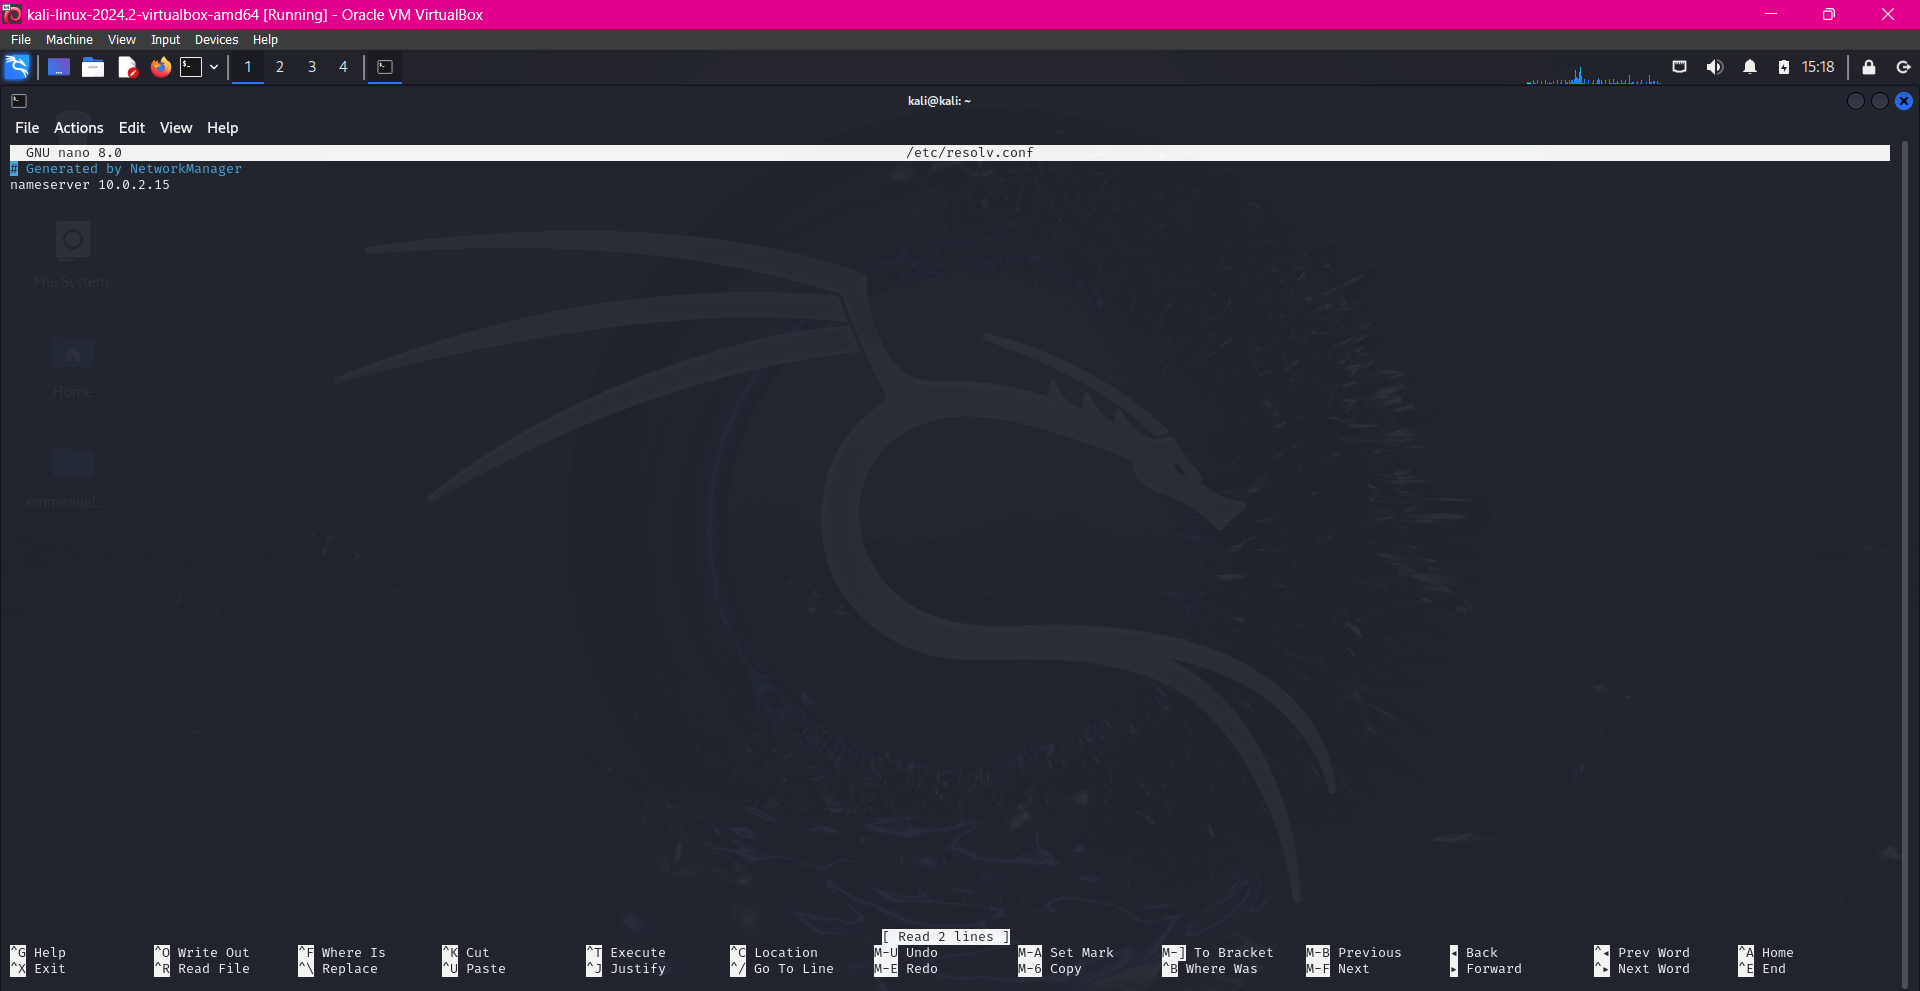 kali-linux-2024.2-virtualbox-amd64 [Running] - Oracle VM VirtualBox
File Machine View Input Devices Help
1 2 3 4 15:18
kali@kali: ~
File Actions Edit View Help
GNU nano 8.0 /etc/resolv.conf
# Generated by NetworkManager
nameserver 10.0.2.15
File System
Home
emmanuel...
[ Read 2 lines ]
^G Help ^O Write Out ^F Where Is ^K Cut ^T Execute ^C Location M-U Undo M-A Set Mark M-] To Bracket M-B Previous ◂ Back ^◂ Prev Word ^A Home
^X Exit ^R Read File ^\ Replace ^U Paste ^J Justify ^/ Go To Line M-E Redo M-6 Copy ^B Where Was M-F Next ▸ Forward ^▸ Next Word ^E End